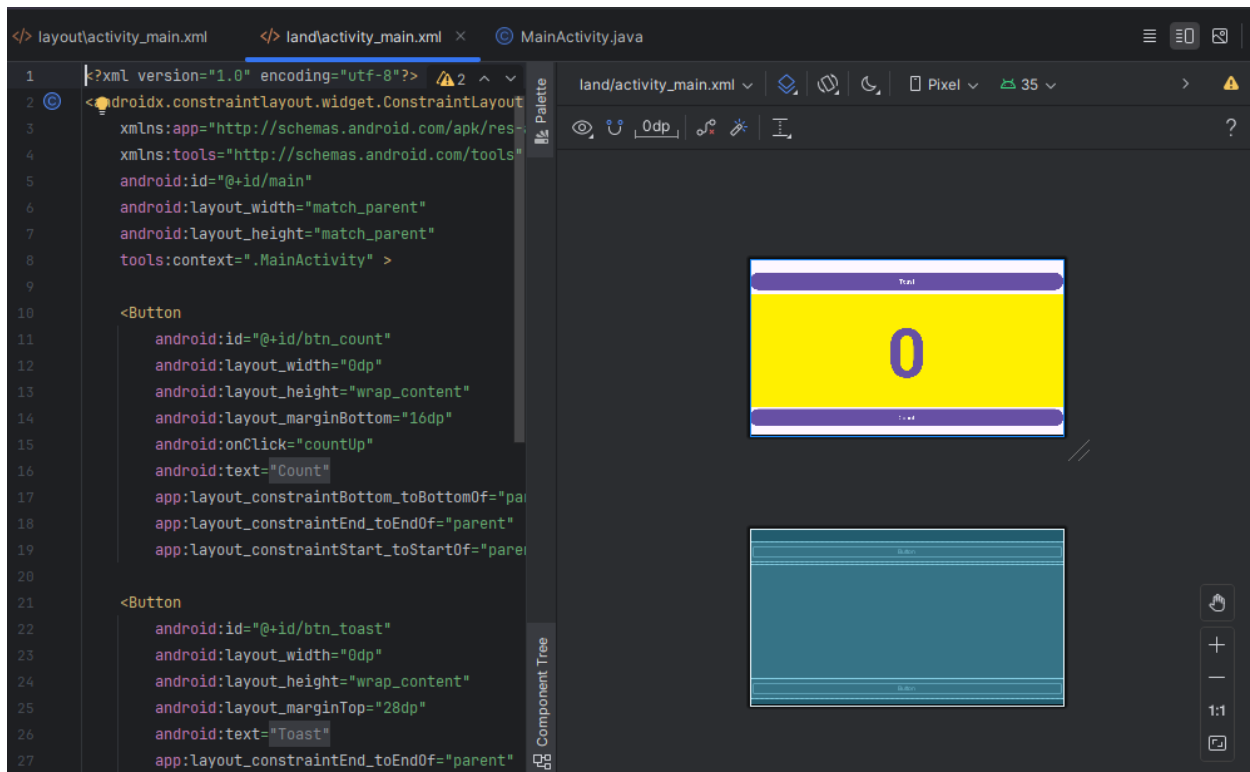 layout\activity_main.xml
land\activity_main.xml
MainActivity.java
1 <?xml version="1.0" encoding="utf-8"?> 2
2 <androidx.constraintlayout.widget.ConstraintLayout
3 xmlns:app="http://schemas.android.com/apk/res-a
4 xmlns:tools="http://schemas.android.com/tools"
5 android:id="@+id/main"
6 android:layout_width="match_parent"
7 android:layout_height="match_parent"
8 tools:context=".MainActivity" >
9
10 <Button
11 android:id="@+id/btn_count"
12 android:layout_width="0dp"
13 android:layout_height="wrap_content"
14 android:layout_marginBottom="16dp"
15 android:onClick="countUp"
16 android:text="Count"
17 app:layout_constraintBottom_toBottomOf="par
18 app:layout_constraintEnd_toEndOf="parent"
19 app:layout_constraintStart_toStartOf="paren
20
21 <Button
22 android:id="@+id/btn_toast"
23 android:layout_width="0dp"
24 android:layout_height="wrap_content"
25 android:layout_marginTop="28dp"
26 android:text="Toast"
27 app:layout_constraintEnd_toEndOf="parent"
Palette
Component Tree
land/activity_main.xml
Pixel
35
0dp
?
Toast
0
Count
Button
Button
1:1